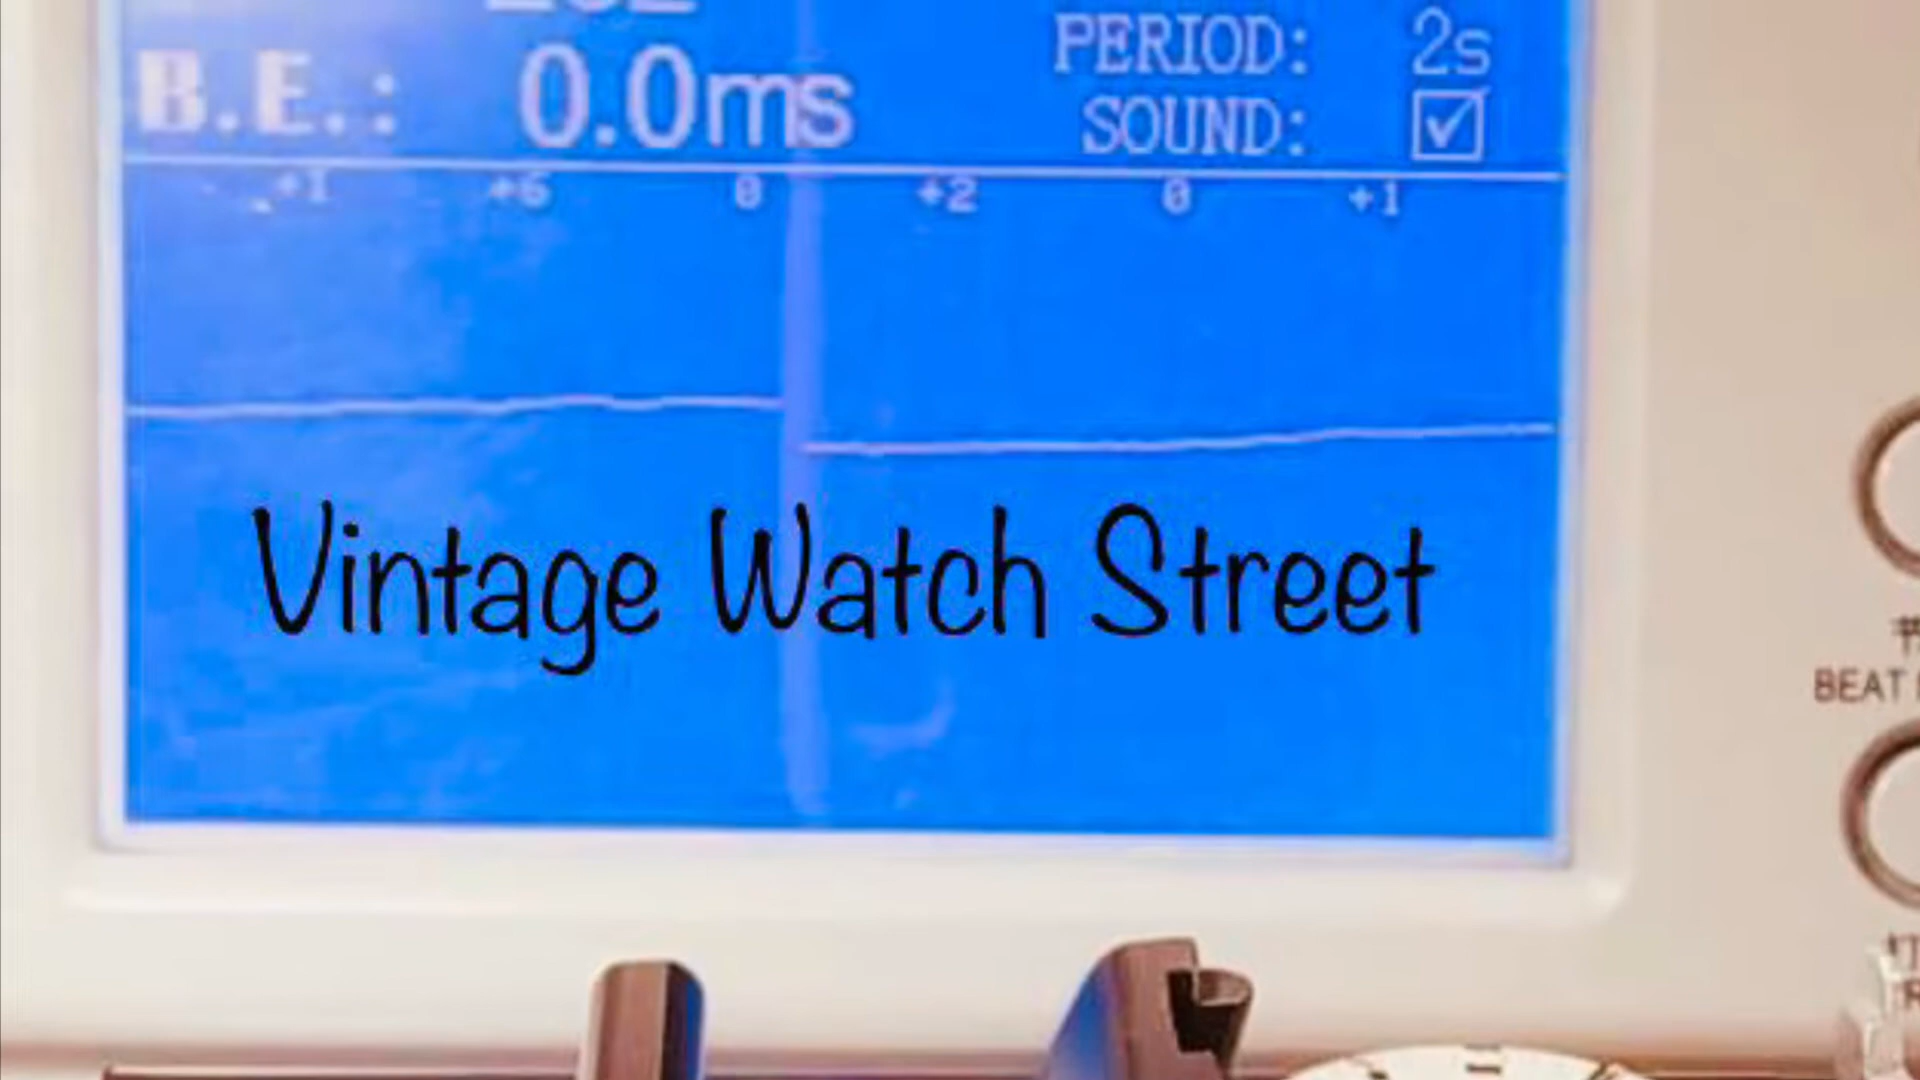 B.E.: 0.0ms
PERIOD: 2s
SOUND: ☑
+1 +6 0 +2 0 +1
Vintage Watch Street
BEAT